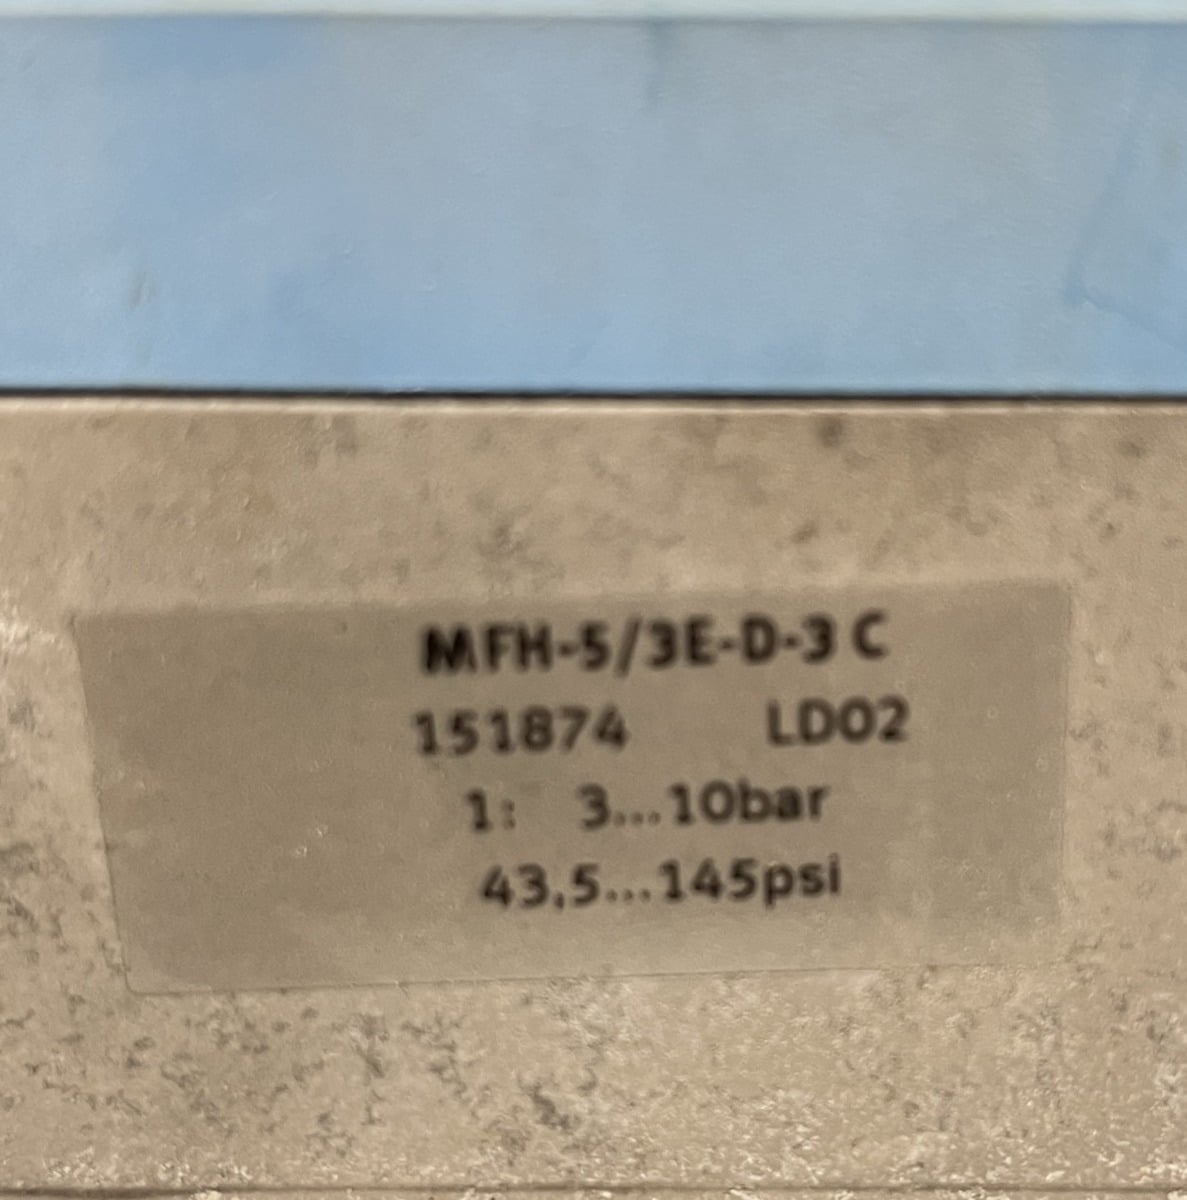 MFH-5/3E-D-3 C
151874 LD02
1: 3...10bar
43,5...145psi